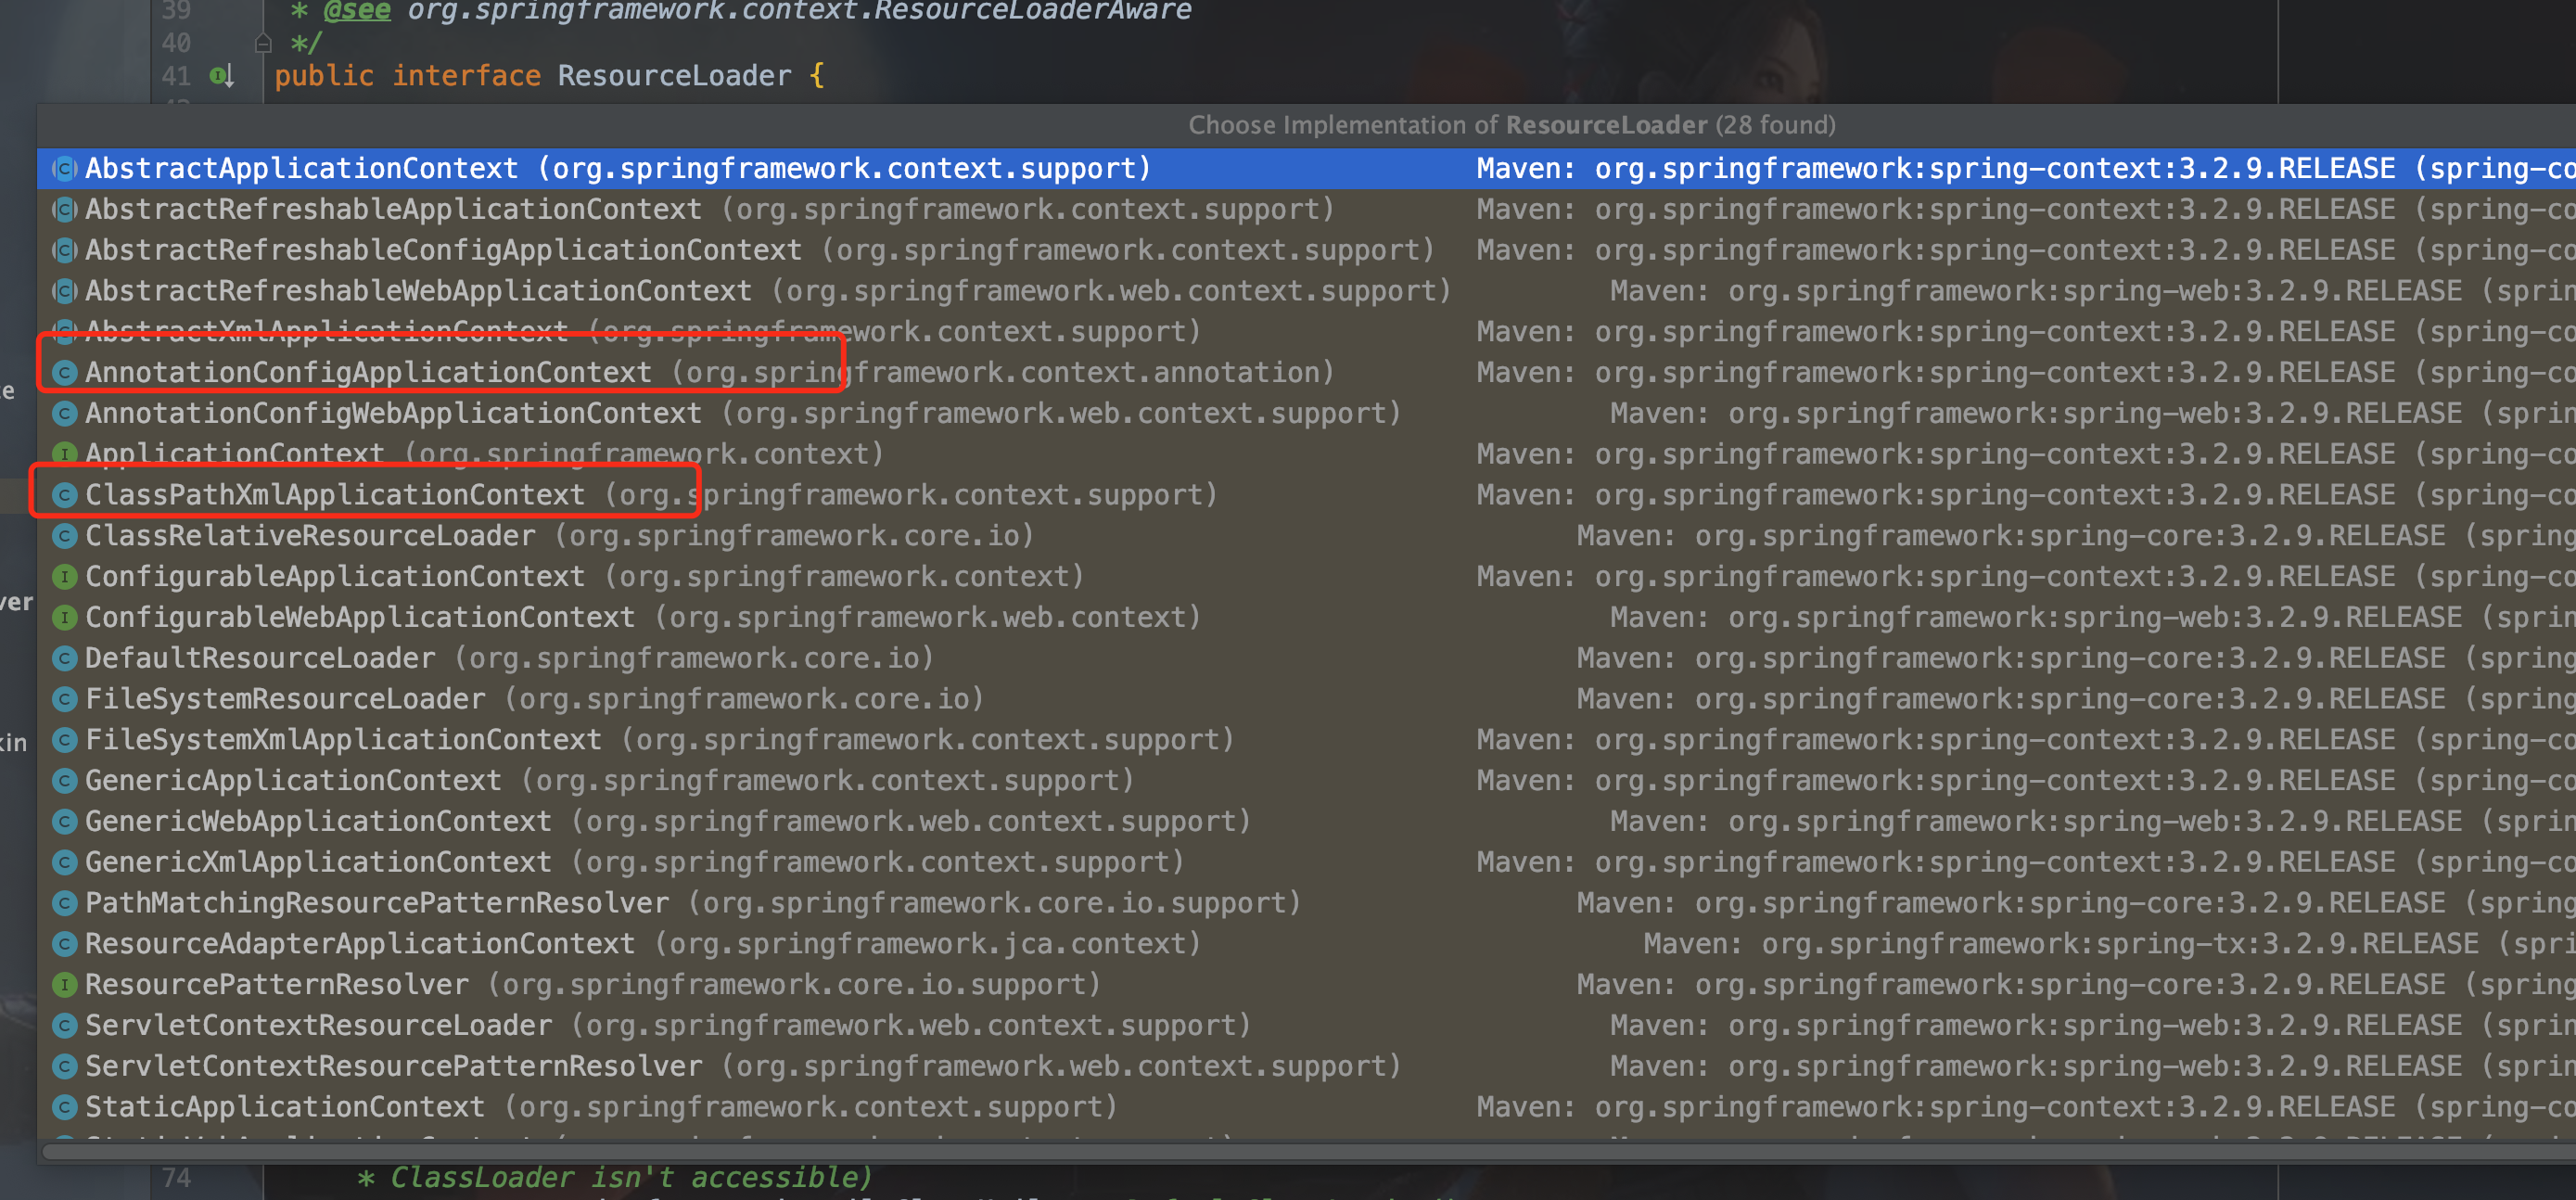 39 * @see org.springframework.context.ResourceLoaderAware
40 */
41 public interface ResourceLoader {
Choose Implementation of ResourceLoader (28 found)
AbstractApplicationContext (org.springframework.context.support) Maven: org.springframework:spring-context:3.2.9.RELEASE (spring-co
AbstractRefreshableApplicationContext (org.springframework.context.support) Maven: org.springframework:spring-context:3.2.9.RELEASE (spring-co
AbstractRefreshableConfigApplicationContext (org.springframework.context.support) Maven: org.springframework:spring-context:3.2.9.RELEASE (spring-co
AbstractRefreshableWebApplicationContext (org.springframework.web.context.support) Maven: org.springframework:spring-web:3.2.9.RELEASE (sprin
AbstractXmlApplicationContext (org.springframework.context.support) Maven: org.springframework:spring-context:3.2.9.RELEASE (spring-co
AnnotationConfigApplicationContext (org.springframework.context.annotation) Maven: org.springframework:spring-context:3.2.9.RELEASE (spring-co
AnnotationConfigWebApplicationContext (org.springframework.web.context.support) Maven: org.springframework:spring-web:3.2.9.RELEASE (sprin
ApplicationContext (org.springframework.context) Maven: org.springframework:spring-context:3.2.9.RELEASE (spring-co
ClassPathXmlApplicationContext (org.springframework.context.support) Maven: org.springframework:spring-context:3.2.9.RELEASE (spring-co
ClassRelativeResourceLoader (org.springframework.core.io) Maven: org.springframework:spring-core:3.2.9.RELEASE (spring
ConfigurableApplicationContext (org.springframework.context) Maven: org.springframework:spring-context:3.2.9.RELEASE (spring-co
ver
ConfigurableWebApplicationContext (org.springframework.web.context) Maven: org.springframework:spring-web:3.2.9.RELEASE (sprin
DefaultResourceLoader (org.springframework.core.io) Maven: org.springframework:spring-core:3.2.9.RELEASE (spring
FileSystemResourceLoader (org.springframework.core.io) Maven: org.springframework:spring-core:3.2.9.RELEASE (spring
kin
FileSystemXmlApplicationContext (org.springframework.context.support) Maven: org.springframework:spring-context:3.2.9.RELEASE (spring-co
GenericApplicationContext (org.springframework.context.support) Maven: org.springframework:spring-context:3.2.9.RELEASE (spring-co
GenericWebApplicationContext (org.springframework.web.context.support) Maven: org.springframework:spring-web:3.2.9.RELEASE (sprin
GenericXmlApplicationContext (org.springframework.context.support) Maven: org.springframework:spring-context:3.2.9.RELEASE (spring-co
PathMatchingResourcePatternResolver (org.springframework.core.io.support) Maven: org.springframework:spring-core:3.2.9.RELEASE (spring
ResourceAdapterApplicationContext (org.springframework.jca.context) Maven: org.springframework:spring-tx:3.2.9.RELEASE (spri
ResourcePatternResolver (org.springframework.core.io.support) Maven: org.springframework:spring-core:3.2.9.RELEASE (spring
ServletContextResourceLoader (org.springframework.web.context.support) Maven: org.springframework:spring-web:3.2.9.RELEASE (sprin
ServletContextResourcePatternResolver (org.springframework.web.context.support) Maven: org.springframework:spring-web:3.2.9.RELEASE (sprin
StaticApplicationContext (org.springframework.context.support) Maven: org.springframework:spring-context:3.2.9.RELEASE (spring-co
74 * ClassLoader isn't accessible)